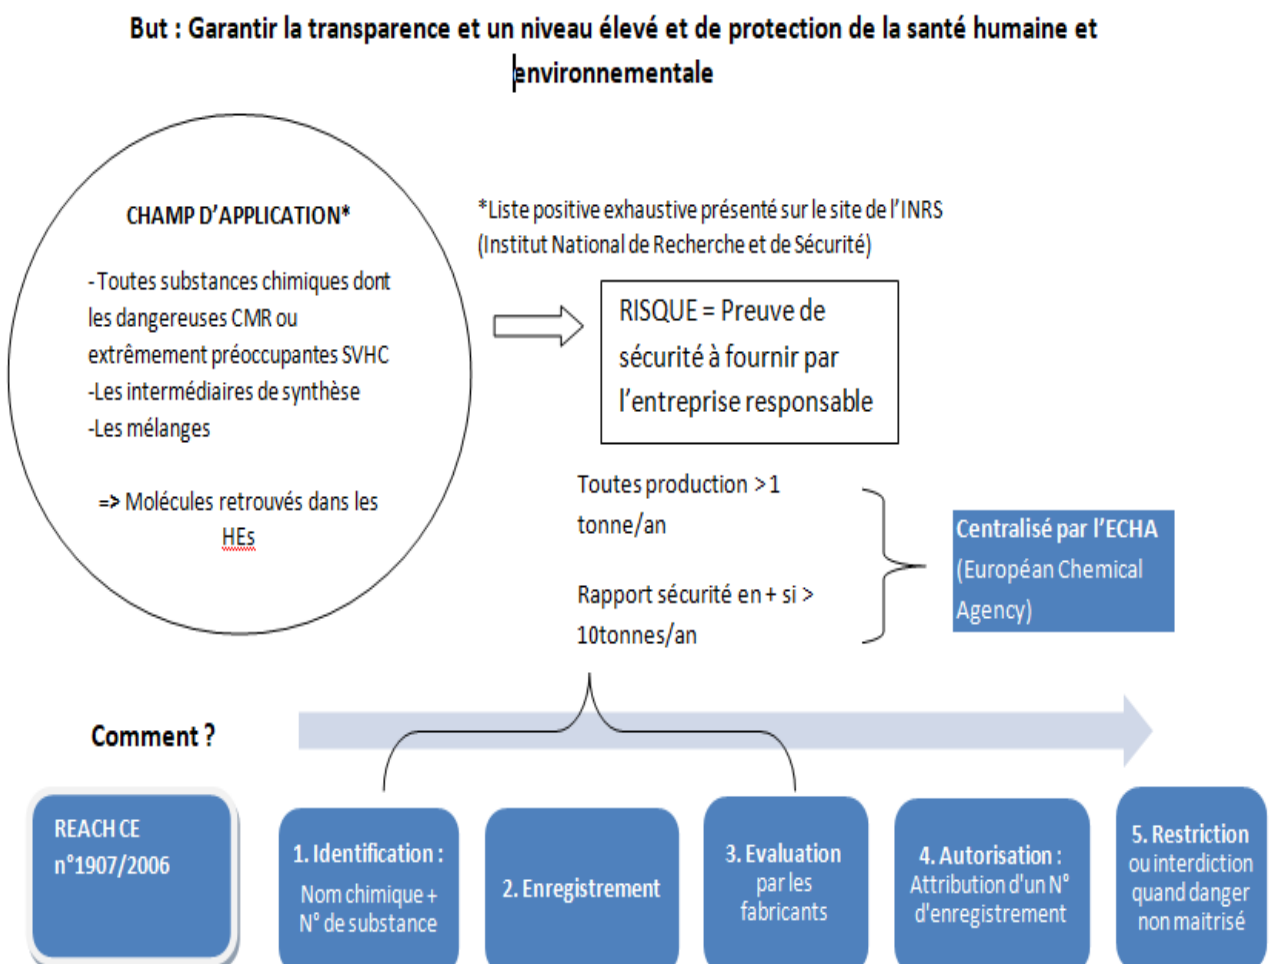 But : Garantir la transparence et un niveau élevé et de protection de la santé humaine et
environnementale
CHAMP D'APPLICATION*
- Toutes substances chimiques dont
les dangereuses CMR ou
extrêmement préoccupantes SVHC
-Les intermédiaires de synthèse
-Les mélanges
=> Molécules retrouvés dans les
HEs
*Liste positive exhaustive présenté sur le site de l'INRS
(Institut National de Recherche et de Sécurité)
RISQUE = Preuve de
sécurité à fournir par
l'entreprise responsable
Toutes production > 1
tonne/an
Rapport sécurité en + si >
10tonnes/an
Centralisé par l'ECHA
(Européan Chemical
Agency)
Comment ?
REACH CE
n°1907/2006
1. Identification :
Nom chimique +
N° de substance
2. Enregistrement
3. Evaluation
par les
fabricants
4. Autorisation :
Attribution d'un N°
d'enregistrement
5. Restriction
ou interdiction
quand danger
non maitrisé